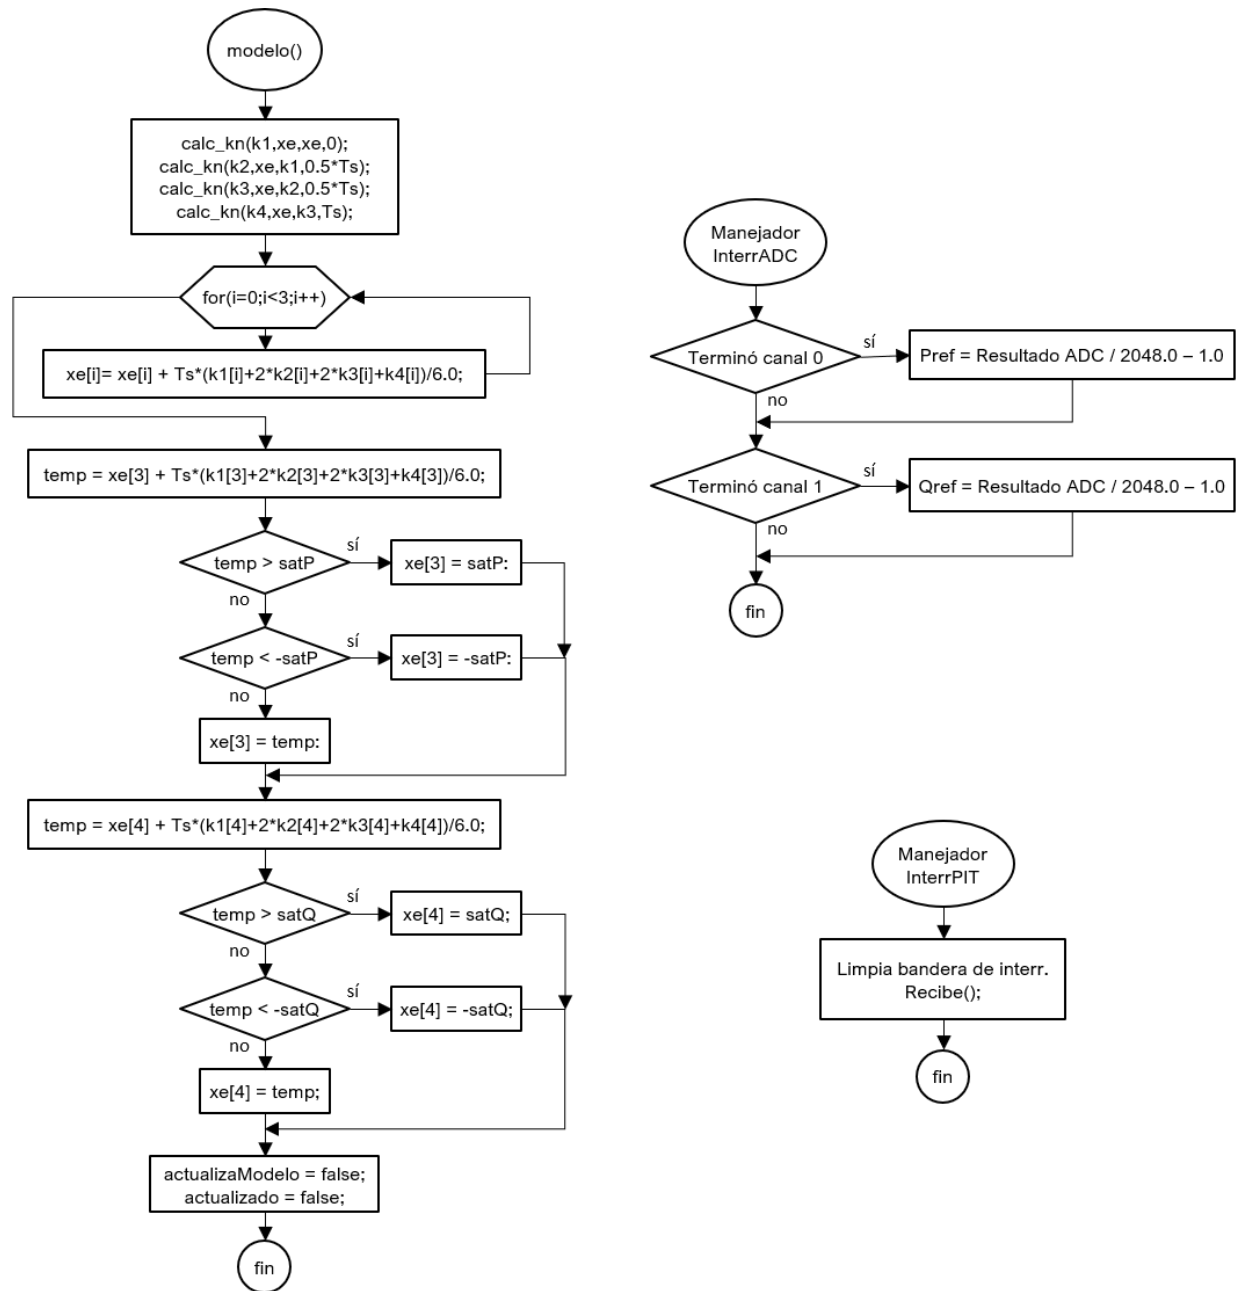 modelo()
calc_kn(k1,xe,xe,0);
calc_kn(k2,xe,k1,0.5*Ts);
calc_kn(k3,xe,k2,0.5*Ts);
calc_kn(k4,xe,k3,Ts);
for(i=0;i<3;i++)
xe[i]= xe[i] + Ts*(k1[i]+2*k2[i]+2*k3[i]+k4[i])/6.0;
temp = xe[3] + Ts*(k1[3]+2*k2[3]+2*k3[3]+k4[3])/6.0;
temp > satP
sí
xe[3] = satP:
no
temp < -satP
sí
xe[3] = -satP:
no
xe[3] = temp:
temp = xe[4] + Ts*(k1[4]+2*k2[4]+2*k3[4]+k4[4])/6.0;
temp > satQ
sí
xe[4] = satQ;
no
temp < -satQ
sí
xe[4] = -satQ;
no
xe[4] = temp;
actualizaModelo = false;
actualizado = false;
fin
Manejador
InterrADC
Terminó canal 0
sí
Pref = Resultado ADC / 2048.0 – 1.0
no
Terminó canal 1
sí
Qref = Resultado ADC / 2048.0 – 1.0
no
fin
Manejador
InterrPIT
Limpia bandera de interr.
Recibe();
fin